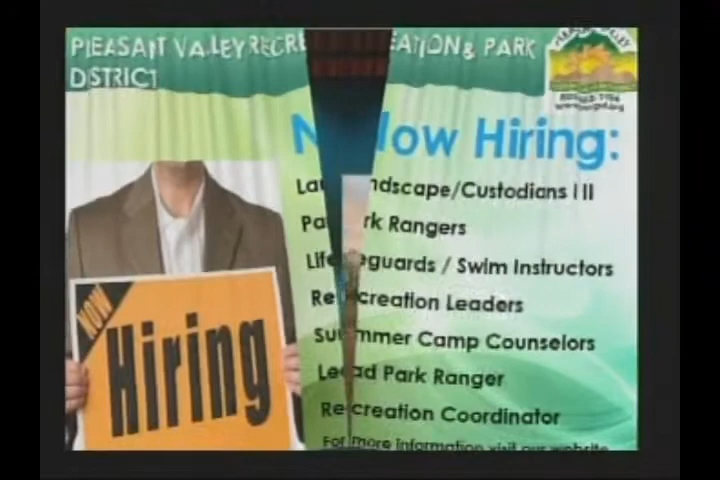 PLEASANT VALLEY RECREATION & PARK
DISTRICT
Now Hiring:
Landscape/Custodians I II
Park Rangers
Lifeguards / Swim Instructors
Recreation Leaders
Summer Camp Counselors
Lead Park Ranger
Recreation Coordinator
For more information visit our website
NOW
Hiring